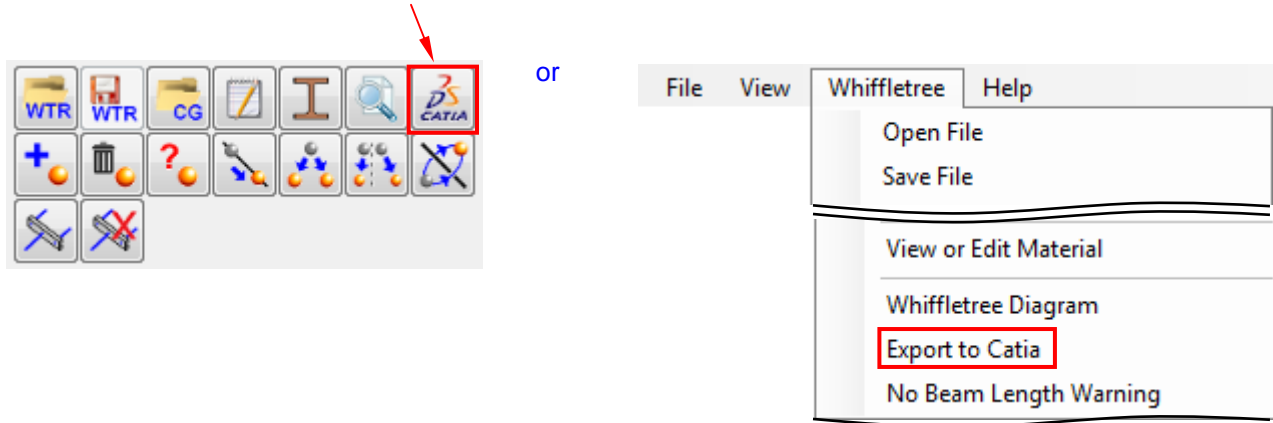 WTR WTR CG DS CATIA
+ ?
or
File View Whiffletree Help
Open File
Save File
View or Edit Material
Whiffletree Diagram
Export to Catia
No Beam Length Warning